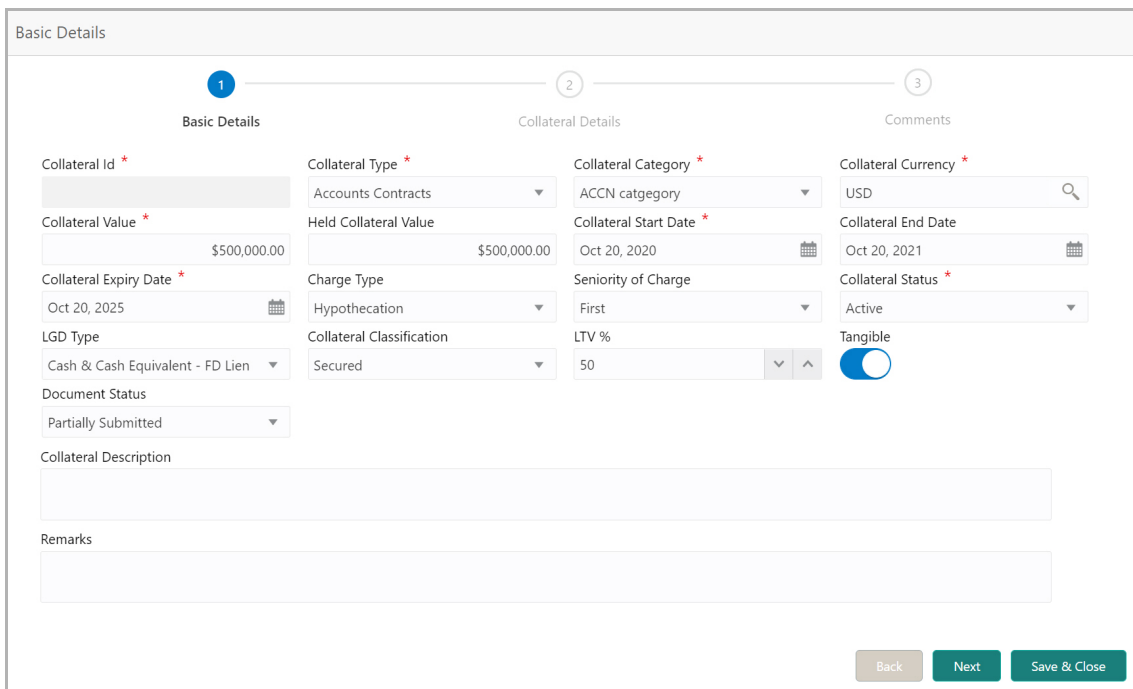 Basic Details
1 2 3
Basic Details Collateral Details Comments
Collateral Id * Collateral Type * Collateral Category * Collateral Currency *
Accounts Contracts ACCN catgegory USD
Collateral Value * Held Collateral Value Collateral Start Date * Collateral End Date
$500,000.00 $500,000.00 Oct 20, 2020 Oct 20, 2021
Collateral Expiry Date * Charge Type Seniority of Charge Collateral Status *
Oct 20, 2025 Hypothecation First Active
LGD Type Collateral Classification LTV % Tangible
Cash & Cash Equivalent - FD Lien Secured 50
Document Status
Partially Submitted
Collateral Description
Remarks
Back Next Save & Close